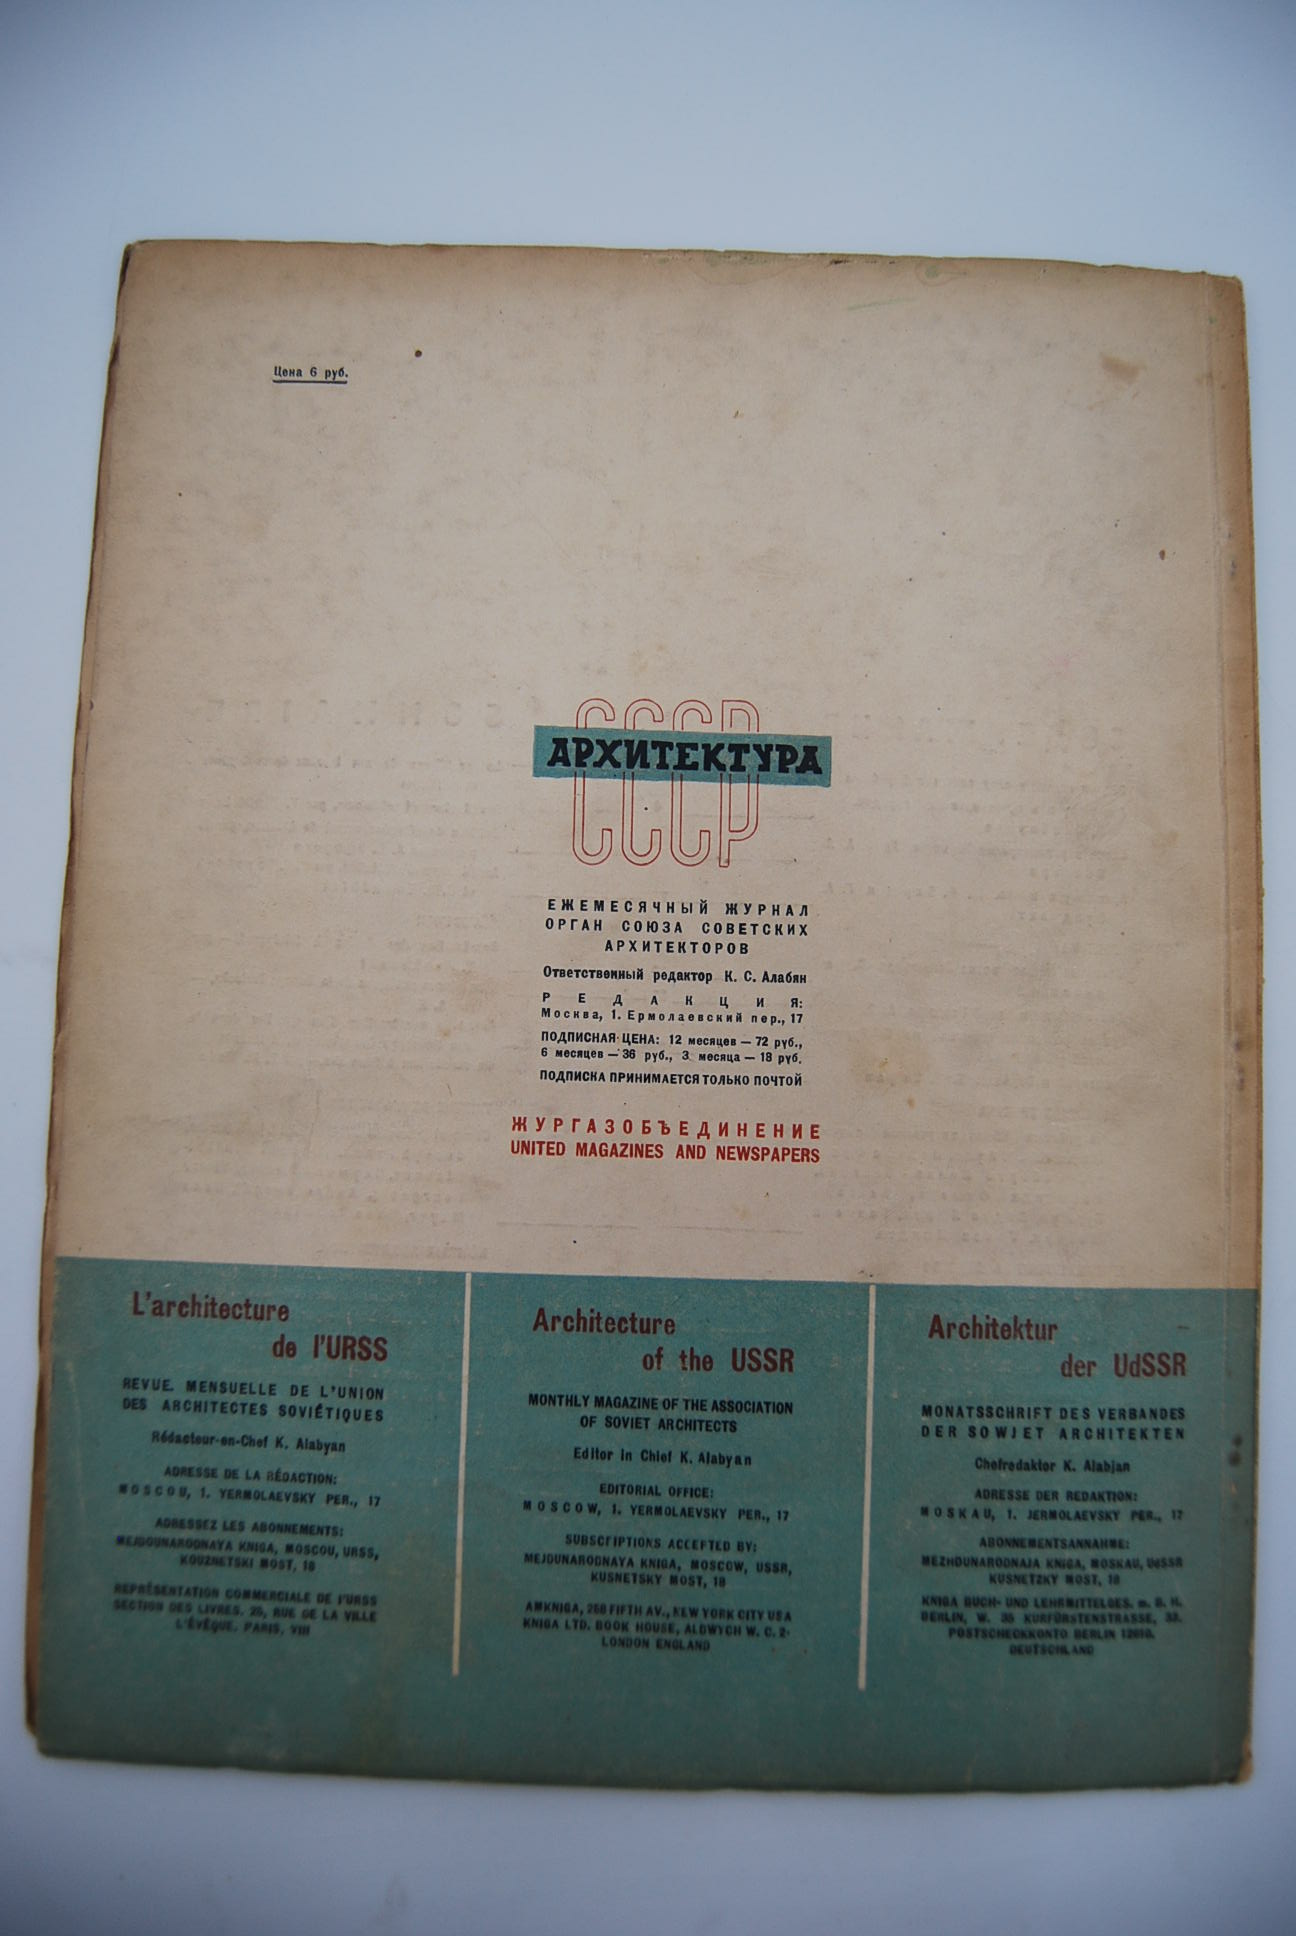 Цена 6 руб.
СССР
АРХИТЕКТУРА
ЕЖЕМЕСЯЧНЫЙ ЖУРНАЛ
ОРГАН СОЮЗА СОВЕТСКИХ
АРХИТЕКТОРОВ
Ответственный редактор К. С. Алабян
РЕДАКЦИЯ:
Москва, 1. Ермолаевский пер., 17
ПОДПИСНАЯ ЦЕНА: 12 месяцев — 72 руб.,
6 месяцев — 36 руб., 3 месяца — 18 руб.
ПОДПИСКА ПРИНИМАЕТСЯ ТОЛЬКО ПОЧТОЙ
ЖУРГАЗОБЪЕДИНЕНИЕ
UNITED MAGAZINES AND NEWSPAPERS
L'architecture
de l'URSS
REVUE. MENSUELLE DE L'UNION
DES ARCHITECTES SOVIÉTIQUES
Rédacteur-en-Chef K. Alabyan
ADRESSE DE LA RÉDACTION:
MOSCOU, 1. YERMOLAEVSKY PER., 17
ADRESSEZ LES ABONNEMENTS:
MEJDOUNARODNAYA KNIGA, MOSCOU, URSS,
KOUZNETSKI MOST, 18
REPRÉSENTATION COMMERCIALE DE l'URSS
SECTION DES LIVRES. 25, RUE DE LA VILLE
L'ÉVÊQUE. PARIS, VIII
Architecture
of the USSR
MONTHLY MAGAZINE OF THE ASSOCIATION
OF SOVIET ARCHITECTS
Editor in Chief K. Alabyan
EDITORIAL OFFICE:
MOSCOW, 1. YERMOLAEVSKY PER., 17
SUBSCRIPTIONS ACCEPTED BY:
MEJDUNARODNAYA KNIGA, MOSCOW, USSR,
KUSNETSKY MOST, 18
AMKNIGA, 258 FIFTH AV., NEW YORK CITY USA
KNIGA LTD. BOOK HOUSE, ALDWYCH W. C. 2-
LONDON ENGLAND
Architektur
der UdSSR
MONATSSCHRIFT DES VERBANDES
DER SOWJET ARCHITEKTEN
Chefredaktor K. Alabjan
ADRESSE DER REDAKTION:
MOSKAU, 1. JERMOLAEVSKY PER., 17
ABONNEMENTSANNAHME:
MEZHDUNARODNAJA KNIGA, MOSKAU, UdSSR
KUSNETZKY MOST, 18
KNIGA BUCH- UND LEHRMITTELGES. m. B. H.
BERLIN, W. 35 KURFÜRSTENSTRASSE, 33.
POSTSCHECKKONTO BERLIN
DEUTSCHLAND